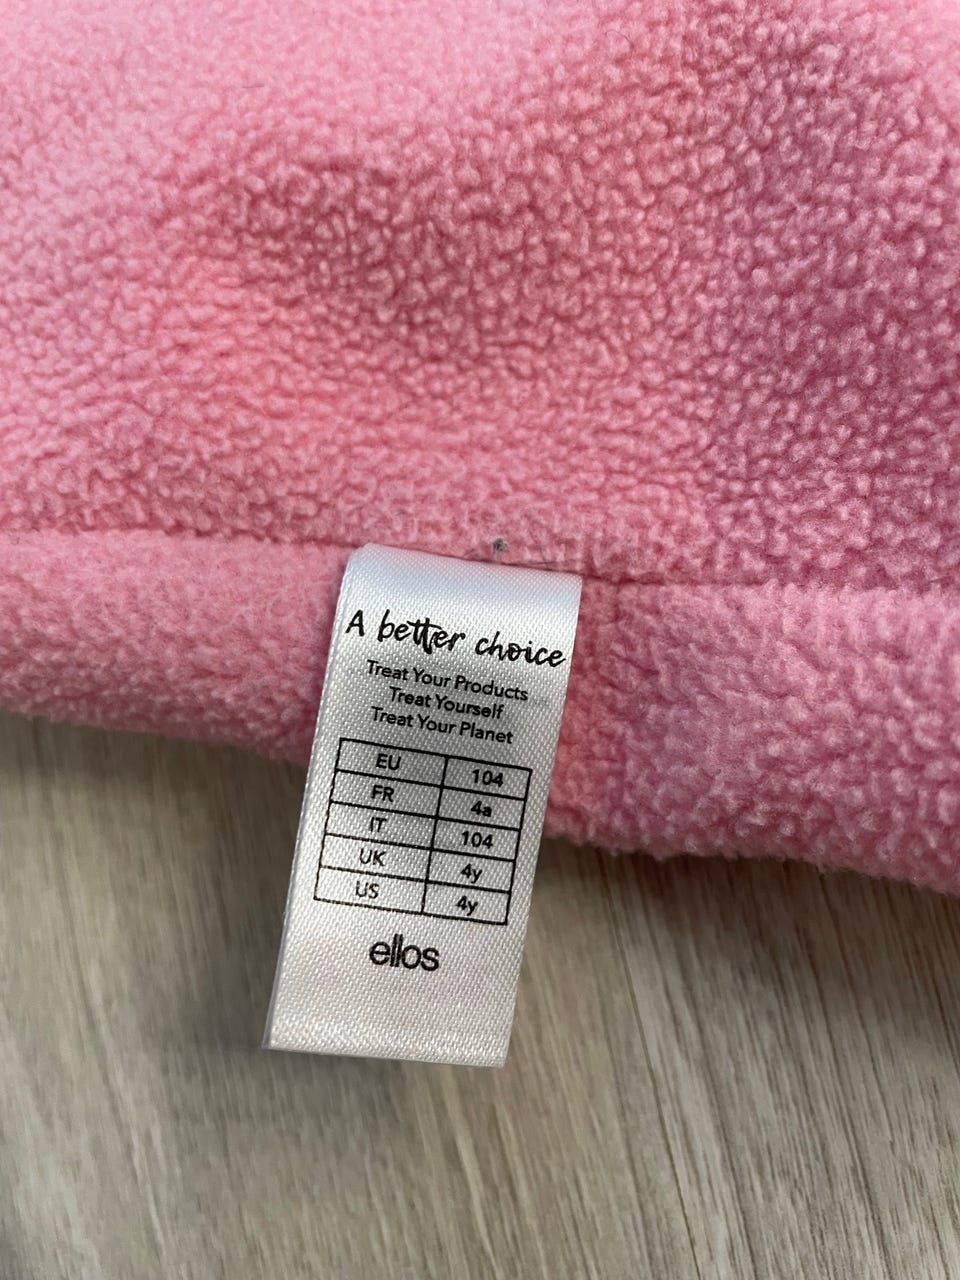 A better choice
Treat Your Products
Treat Yourself
Treat Your Planet
EU 104
FR 4a
IT 104
UK 4y
US 4y
ellos